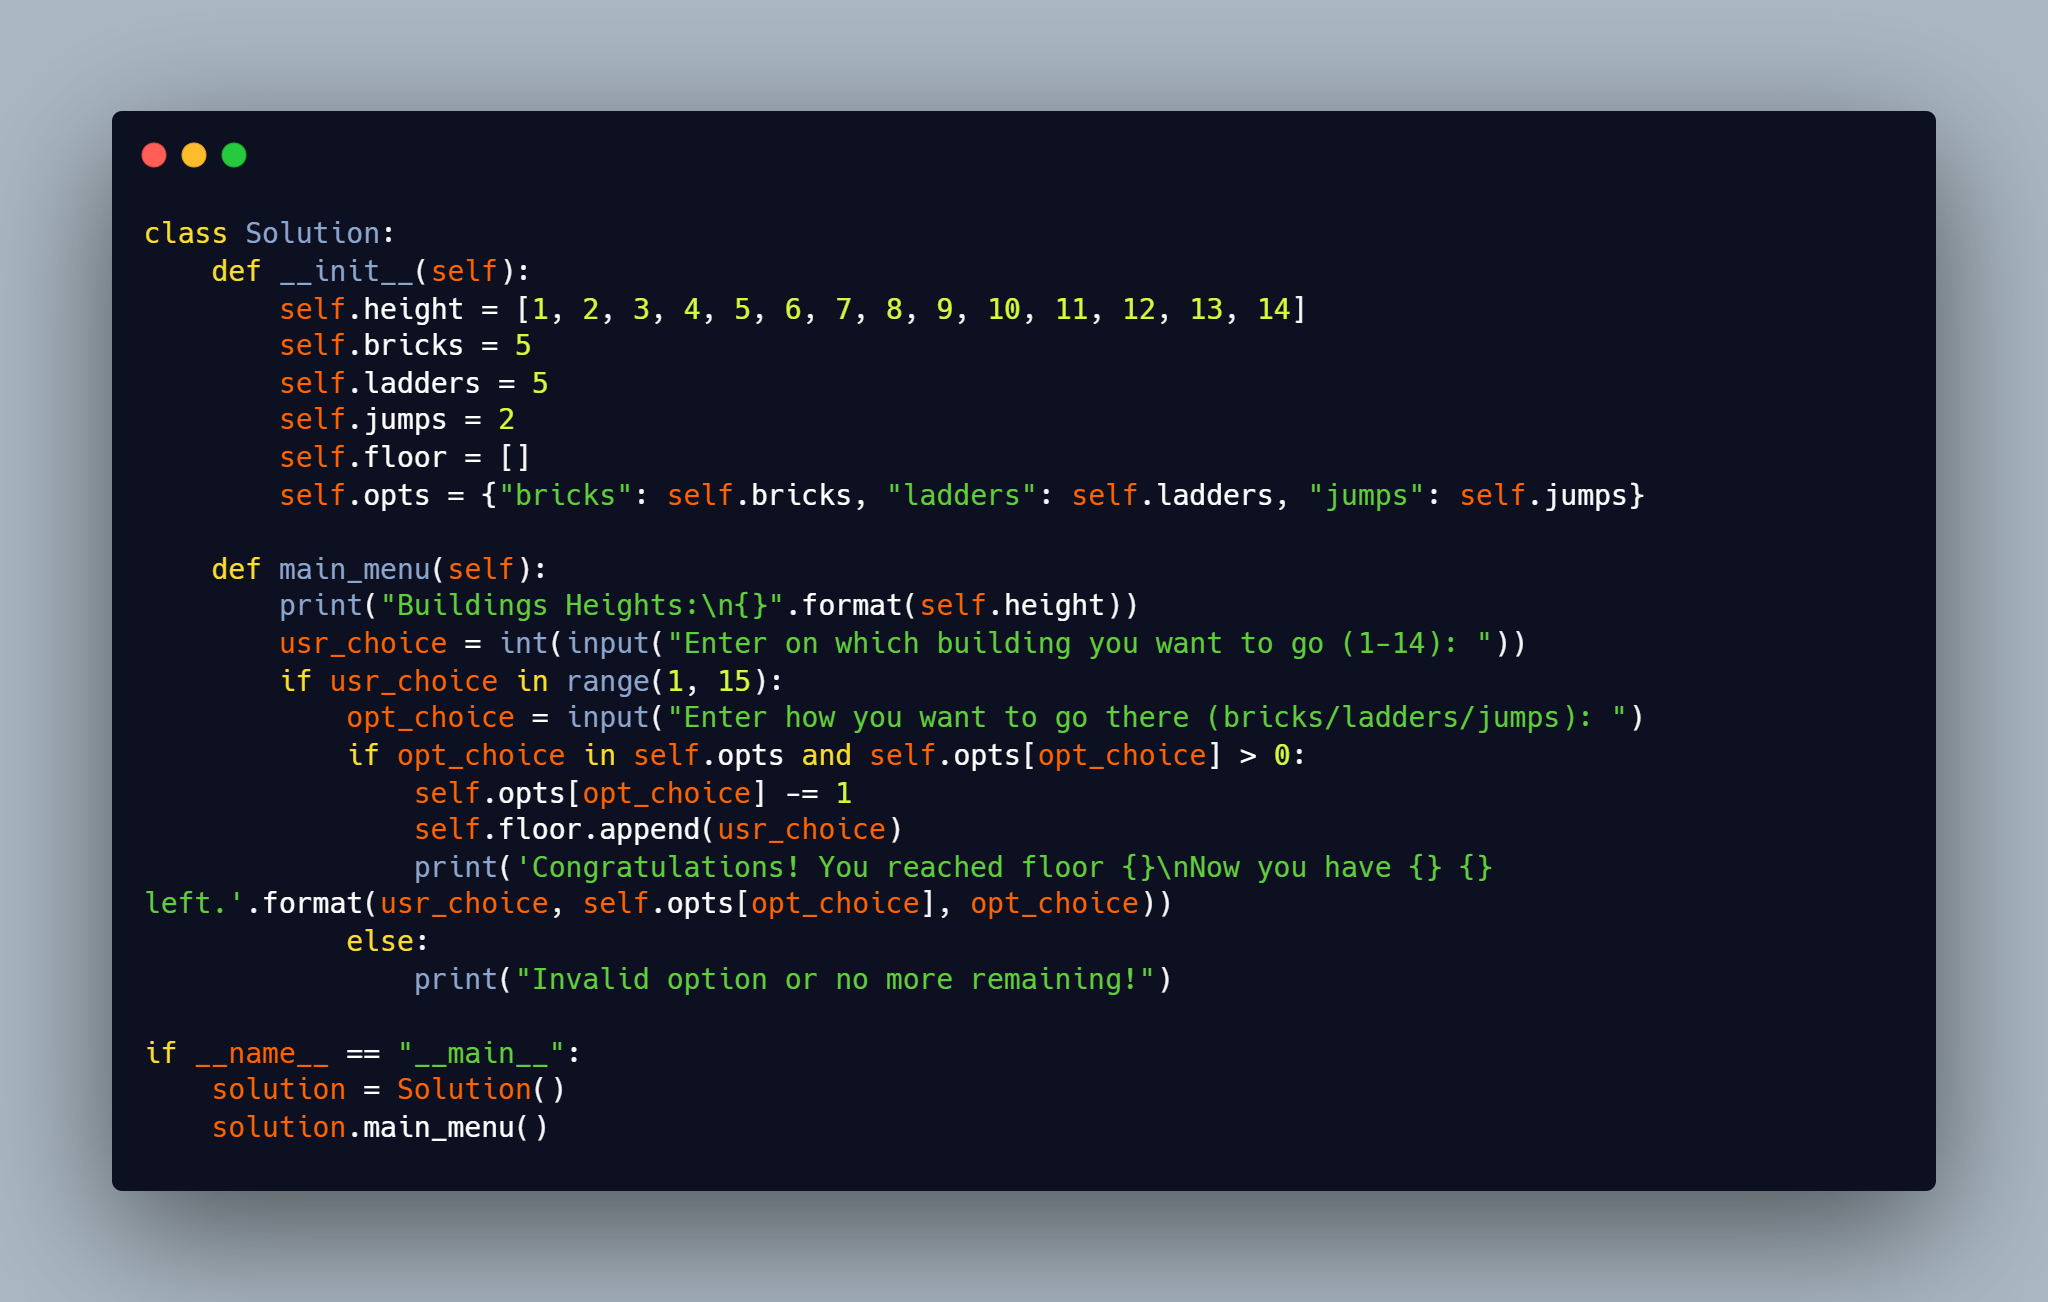 class Solution:
    def __init__(self):
        self.height = [1, 2, 3, 4, 5, 6, 7, 8, 9, 10, 11, 12, 13, 14]
        self.bricks = 5
        self.ladders = 5
        self.jumps = 2
        self.floor = []
        self.opts = {"bricks": self.bricks, "ladders": self.ladders, "jumps": self.jumps}

    def main_menu(self):
        print("Buildings Heights:\n{}".format(self.height))
        usr_choice = int(input("Enter on which building you want to go (1-14): "))
        if usr_choice in range(1, 15):
            opt_choice = input("Enter how you want to go there (bricks/ladders/jumps): ")
            if opt_choice in self.opts and self.opts[opt_choice] > 0:
                self.opts[opt_choice] -= 1
                self.floor.append(usr_choice)
                print('Congratulations! You reached floor {}\nNow you have {} {}
left.'.format(usr_choice, self.opts[opt_choice], opt_choice))
            else:
                print("Invalid option or no more remaining!")

if __name__ == "__main__":
    solution = Solution()
    solution.main_menu()